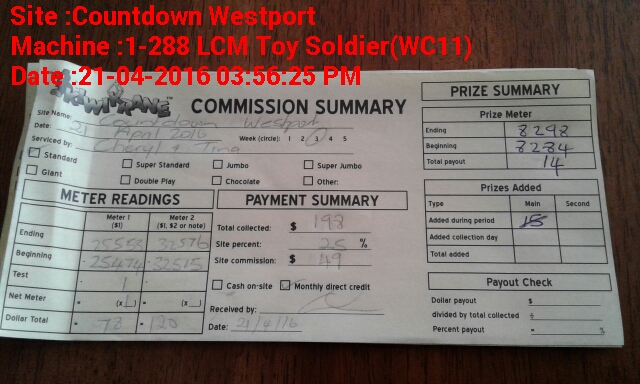 Site :Countdown Westport
Machine :1-288 LCM Toy Soldier(WC11)
Date :21-04-2016 03:56:25 PM
COMMISSION SUMMARY
Site Name: Countdown Westport
Date: 21 April 2016 Week (circle): 1 2 3 4 5
Serviced by: Cheryl & Tina
Standard Super Standard Jumbo Super Jumbo
Giant Double Play Chocolate Other:
METER READINGS
Meter 1 ($1) Meter 2 ($1, $2 or note)
Ending 25553 32576
Beginning - 25474 - 32515
Test - 1 -
Net Meter = (x 1) = (x )
Dollar Total = 78 = 120
PAYMENT SUMMARY
Total collected: $ 198
Site percent: 25 %
Site commission: $ 49
Cash on-site Monthly direct credit
Received by:
Date: 21/4/16
PRIZE SUMMARY
Prize Meter
Ending 8298
Beginning 8284
Total payout 14
Prizes Added
Type Main Second
Added during period 15
Added collection day
Total added
Payout Check
Dollar payout $
divided by total collected ÷
Percent payout = %